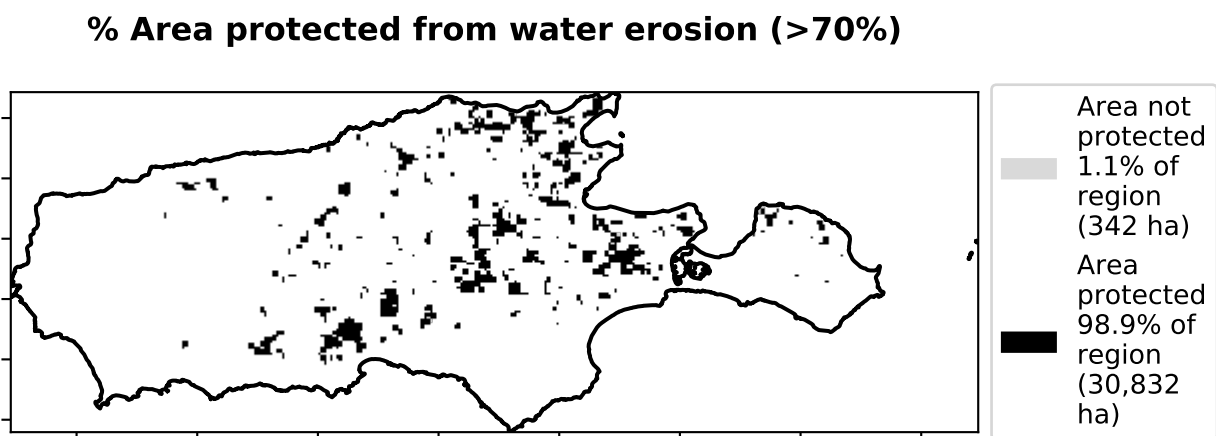 % Area protected from water erosion (>70%)
Area not
protected
1.1% of
region
(342 ha)
Area
protected
98.9% of
region
(30,832
ha)